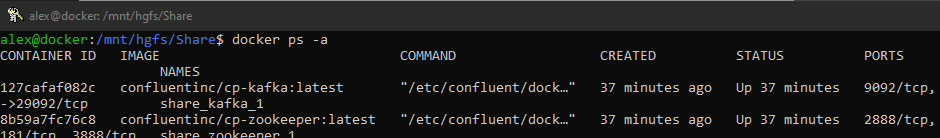 alex@docker: /mnt/hgfs/Share
alex@docker:/mnt/hgfs/Share$ docker ps -a
CONTAINER ID   IMAGE                              COMMAND                  CREATED          STATUS          PORTS
                    NAMES
127cafaf082c   confluentinc/cp-kafka:latest       "/etc/confluent/dock…"   37 minutes ago   Up 37 minutes   9092/tcp,
->29092/tcp         share_kafka_1
8b59a7fc76c8   confluentinc/cp-zookeeper:latest   "/etc/confluent/dock…"   37 minutes ago   Up 37 minutes   2888/tcp,
181/tcp, 3888/tcp   share_zookeeper_1